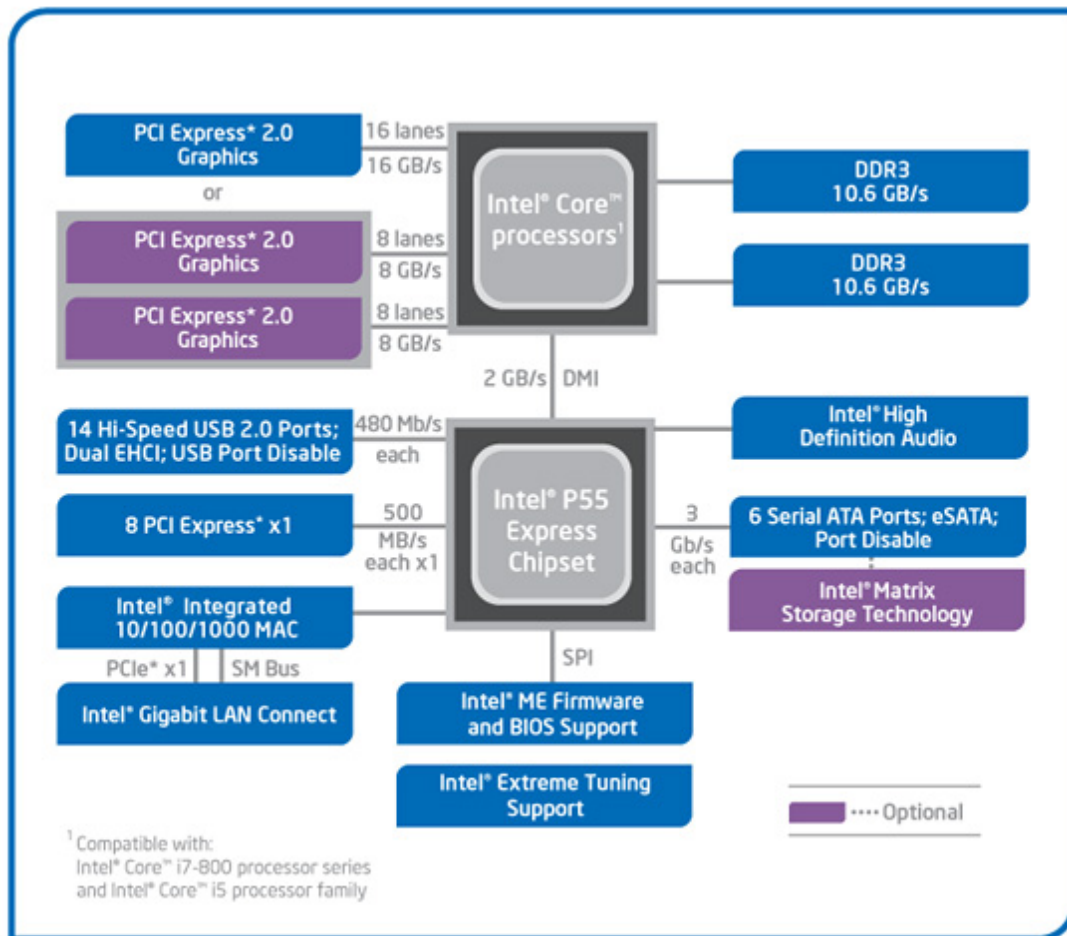 PCI Express* 2.0
Graphics
16 lanes
16 GB/s
or
PCI Express* 2.0
Graphics
8 lanes
8 GB/s
PCI Express* 2.0
Graphics
8 lanes
8 GB/s
Intel® Core™
processors¹
DDR3
10.6 GB/s
DDR3
10.6 GB/s
2 GB/s
DMI
14 Hi-Speed USB 2.0 Ports;
Dual EHCI; USB Port Disable
480 Mb/s
each
8 PCI Express* x1
500
MB/s
each x1
Intel® Integrated
10/100/1000 MAC
PCIe* x1
SM Bus
Intel® Gigabit LAN Connect
Intel® P55
Express
Chipset
Intel® High
Definition Audio
3
Gb/s
each
6 Serial ATA Ports; eSATA;
Port Disable
Intel® Matrix
Storage Technology
SPI
Intel® ME Firmware
and BIOS Support
Intel® Extreme Tuning
Support
Optional
¹ Compatible with:
Intel® Core™ i7-800 processor series
and Intel® Core™ i5 processor family